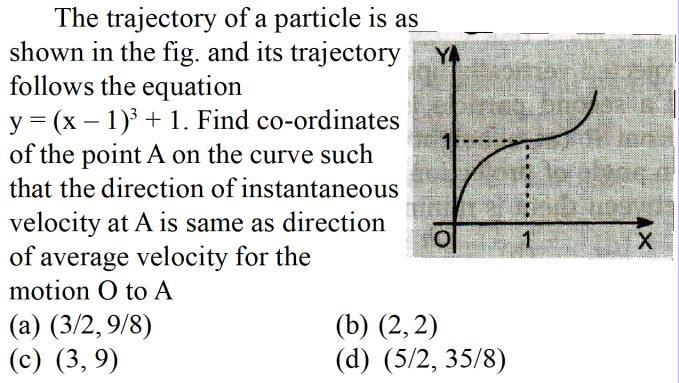 The trajectory of a particle is as
shown in the fig. and its trajectory
follows the equation
y = (x – 1)³ + 1. Find co-ordinates
of the point A on the curve such
that the direction of instantaneous
velocity at A is same as direction
of average velocity for the
motion O to A
(a) (3/2, 9/8) (b) (2, 2)
(c) (3, 9) (d) (5/2, 35/8)
Y
1
O 1 X